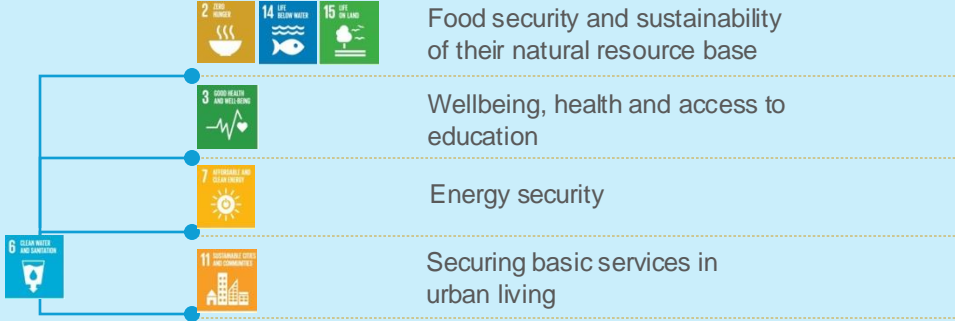 2 ZERO HUNGER
14 LIFE BELOW WATER
15 LIFE ON LAND
Food security and sustainability
of their natural resource base
3 GOOD HEALTH
AND WELL-BEING
Wellbeing, health and access to
education
7 AFFORDABLE AND
CLEAN ENERGY
Energy security
6 CLEAN WATER
AND SANITATION
11 SUSTAINABLE CITIES
AND COMMUNITIES
Securing basic services in
urban living